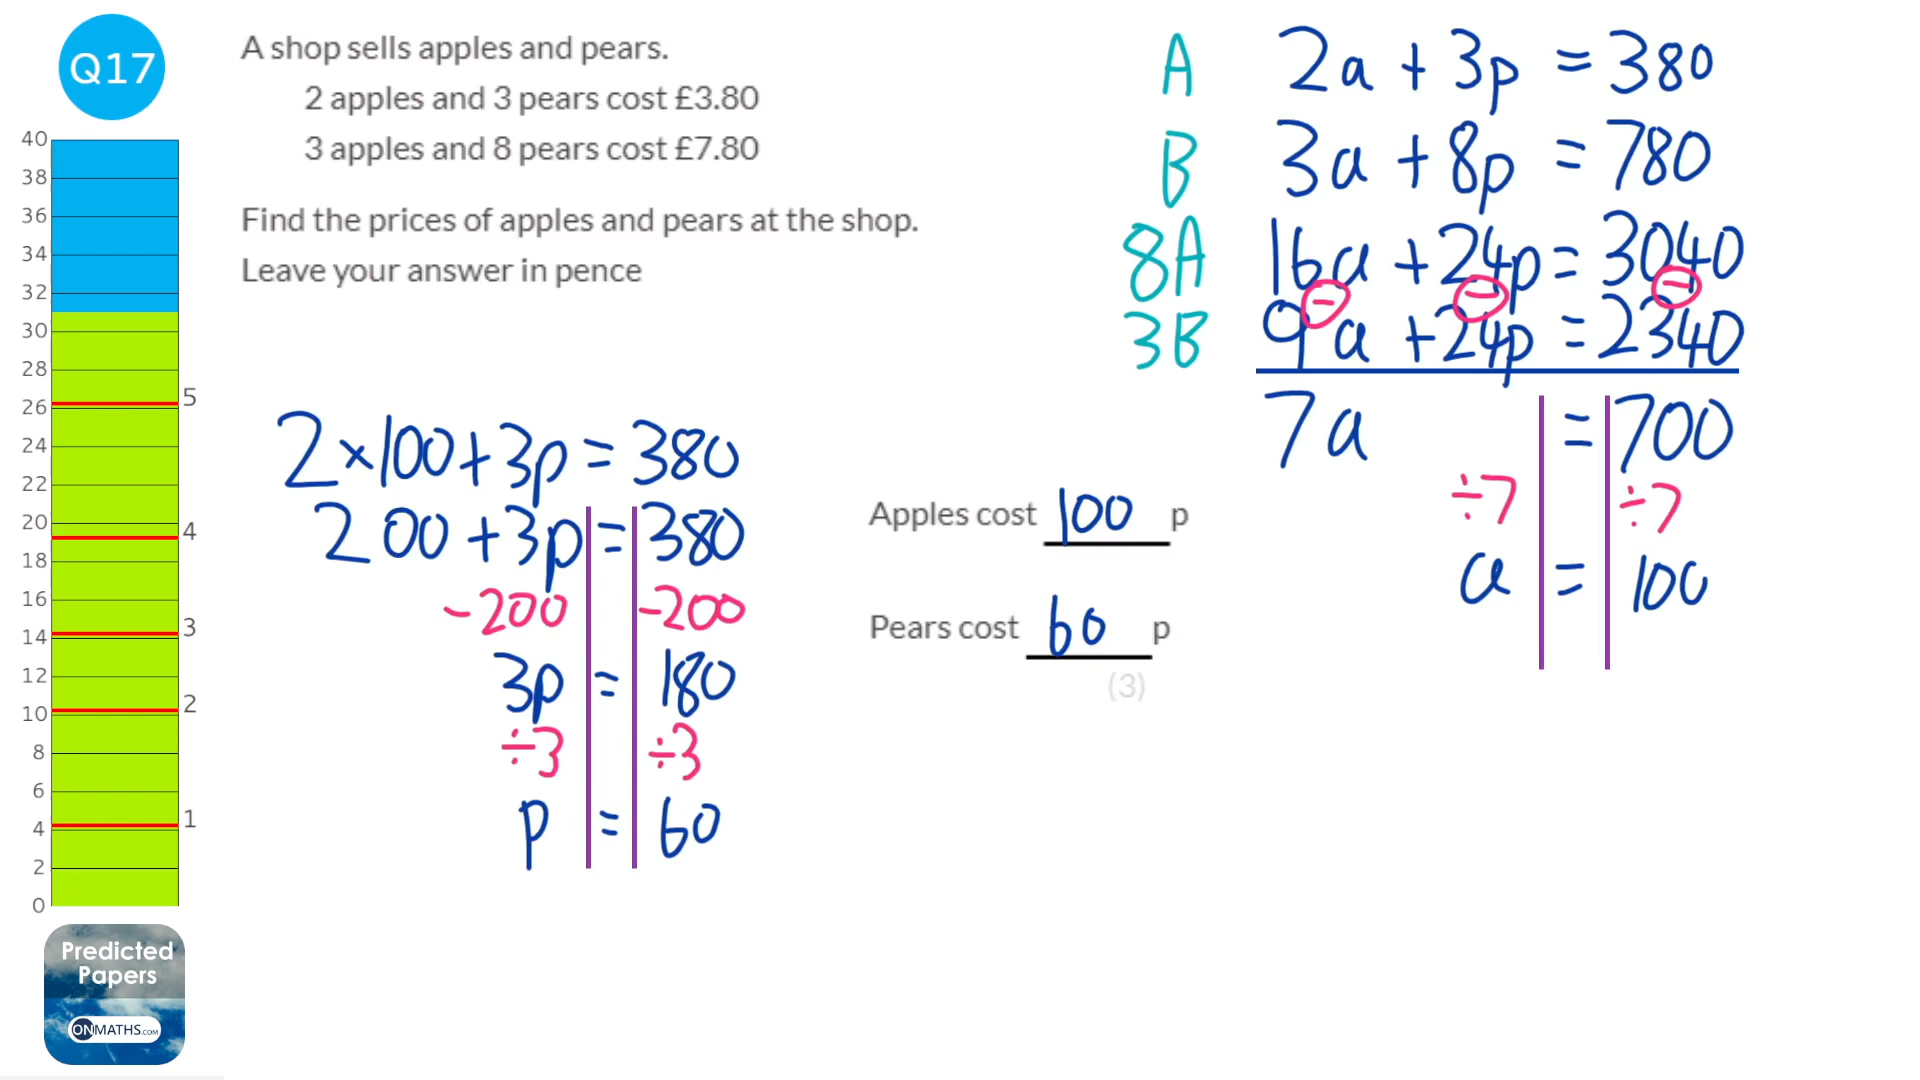 Q17
A shop sells apples and pears.
2 apples and 3 pears cost £3.80
3 apples and 8 pears cost £7.80
Find the prices of apples and pears at the shop.
Leave your answer in pence
A 2a + 3p = 380
B 3a + 8p = 780
8A 16a + 24p = 3040
− − −
3B 9a + 24p = 2340
7a = 700
÷7 ÷7
a = 100
2×100 + 3p = 380
200 + 3p = 380
-200 -200
3p = 180
÷3 ÷3
p = 60
Apples cost 100 p
Pears cost 60 p
(3)
40
38
36
34
32
30
28
26 5
24
22
20 4
18
16
14 3
12
10 2
8
6
4 1
2
0
Predicted
Papers
ONMATHS.COM